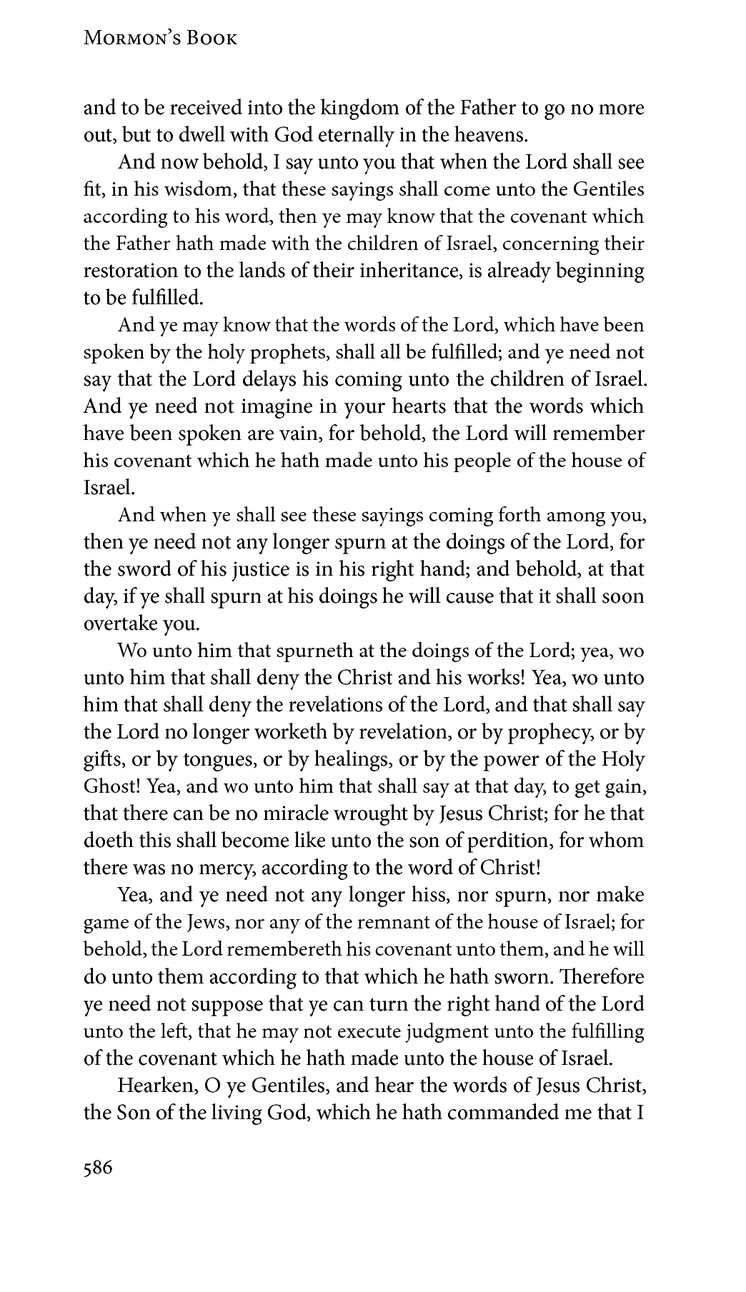 Mormon's Book
and to be received into the kingdom of the Father to go no more
out, but to dwell with God eternally in the heavens.
And now behold, I say unto you that when the Lord shall see
fit, in his wisdom, that these sayings shall come unto the Gentiles
according to his word, then ye may know that the covenant which
the Father hath made with the children of Israel, concerning their
restoration to the lands of their inheritance, is already beginning
to be fulfilled.
And ye may know that the words of the Lord, which have been
spoken by the holy prophets, shall all be fulfilled; and ye need not
say that the Lord delays his coming unto the children of Israel.
And ye need not imagine in your hearts that the words which
have been spoken are vain, for behold, the Lord will remember
his covenant which he hath made unto his people of the house of
Israel.
And when ye shall see these sayings coming forth among you,
then ye need not any longer spurn at the doings of the Lord, for
the sword of his justice is in his right hand; and behold, at that
day, if ye shall spurn at his doings he will cause that it shall soon
overtake you.
Wo unto him that spurneth at the doings of the Lord; yea, wo
unto him that shall deny the Christ and his works! Yea, wo unto
him that shall deny the revelations of the Lord, and that shall say
the Lord no longer worketh by revelation, or by prophecy, or by
gifts, or by tongues, or by healings, or by the power of the Holy
Ghost! Yea, and wo unto him that shall say at that day, to get gain,
that there can be no miracle wrought by Jesus Christ; for he that
doeth this shall become like unto the son of perdition, for whom
there was no mercy, according to the word of Christ!
Yea, and ye need not any longer hiss, nor spurn, nor make
game of the Jews, nor any of the remnant of the house of Israel; for
behold, the Lord remembereth his covenant unto them, and he will
do unto them according to that which he hath sworn. Therefore
ye need not suppose that ye can turn the right hand of the Lord
unto the left, that he may not execute judgment unto the fulfilling
of the covenant which he hath made unto the house of Israel.
Hearken, O ye Gentiles, and hear the words of Jesus Christ,
the Son of the living God, which he hath commanded me that I
586